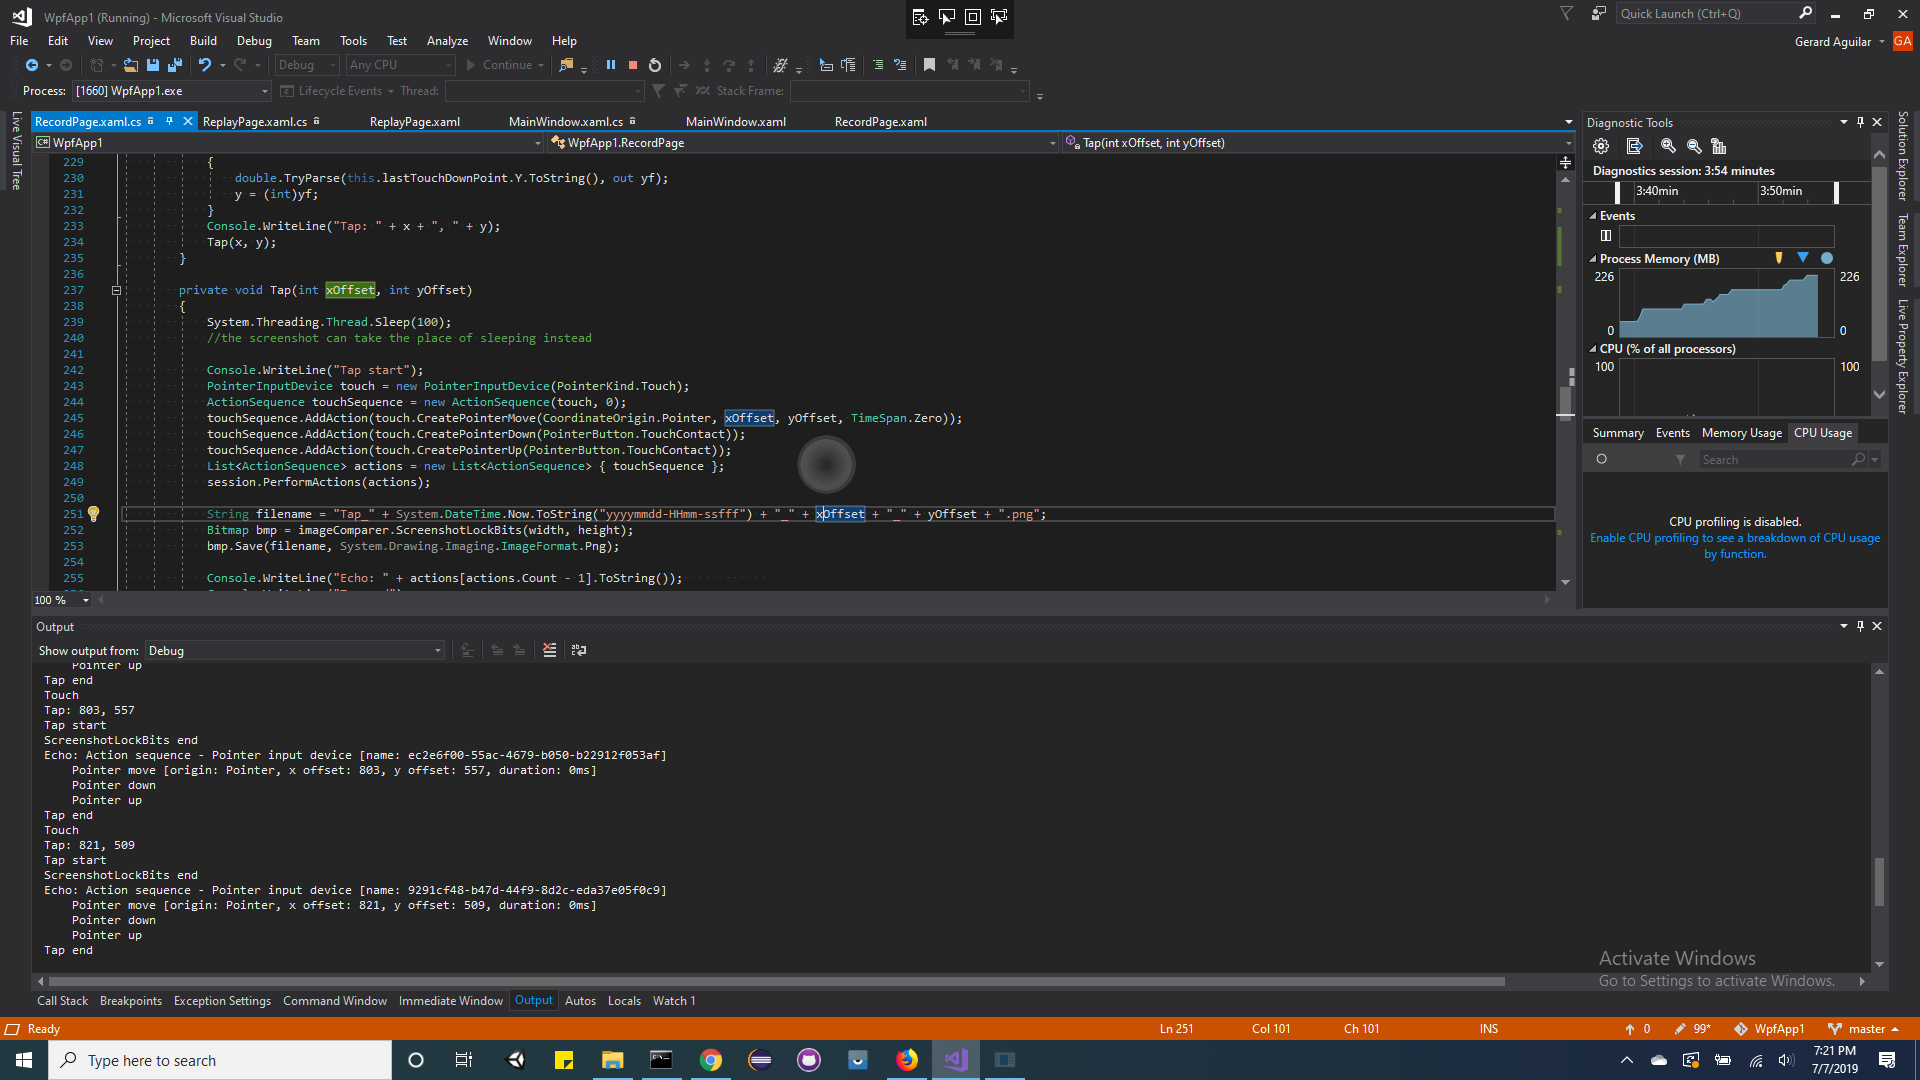 WpfApp1 (Running) - Microsoft Visual Studio
Quick Launch (Ctrl+Q)
File Edit View Project Build Debug Team Tools Test Analyze Window Help
Gerard Aguilar GA
Debug Any CPU Continue
Process: [1660] WpfApp1.exe Lifecycle Events Thread: Stack Frame:
Live Visual Tree
RecordPage.xaml.cs ReplayPage.xaml.cs ReplayPage.xaml MainWindow.xaml.cs MainWindow.xaml RecordPage.xaml
C# WpfApp1 WpfApp1.RecordPage Tap(int xOffset, int yOffset)
229 {
230 double.TryParse(this.lastTouchDownPoint.Y.ToString(), out yf);
231 y = (int)yf;
232 }
233 Console.WriteLine("Tap: " + x + ", " + y);
234 Tap(x, y);
235 }
236
237 private void Tap(int xOffset, int yOffset)
238 {
239 System.Threading.Thread.Sleep(100);
240 //the screenshot can take the place of sleeping instead
241
242 Console.WriteLine("Tap start");
243 PointerInputDevice touch = new PointerInputDevice(PointerKind.Touch);
244 ActionSequence touchSequence = new ActionSequence(touch, 0);
245 touchSequence.AddAction(touch.CreatePointerMove(CoordinateOrigin.Pointer, xOffset, yOffset, TimeSpan.Zero));
246 touchSequence.AddAction(touch.CreatePointerDown(PointerButton.TouchContact));
247 touchSequence.AddAction(touch.CreatePointerUp(PointerButton.TouchContact));
248 List<ActionSequence> actions = new List<ActionSequence> { touchSequence };
249 session.PerformActions(actions);
250
251 String filename = "Tap_" + System.DateTime.Now.ToString("yyyymmdd-HHmm-ssfff") + "_" + xOffset + "_" + yOffset + ".png";
252 Bitmap bmp = imageComparer.ScreenshotLockBits(width, height);
253 bmp.Save(filename, System.Drawing.Imaging.ImageFormat.Png);
254
255 Console.WriteLine("Echo: " + actions[actions.Count - 1].ToString());
100 %
Diagnostic Tools
Diagnostics session: 3:54 minutes
3:40min 3:50min
Events
Process Memory (MB)
226 226
0 0
CPU (% of all processors)
100 100
Summary Events Memory Usage CPU Usage
Search
CPU profiling is disabled.
Enable CPU profiling to see a breakdown of CPU usage
by function.
Solution Explorer
Team Explorer
Live Property Explorer
Output
Show output from: Debug
Pointer up
Tap end
Touch
Tap: 803, 557
Tap start
ScreenshotLockBits end
Echo: Action sequence - Pointer input device [name: ec2e6f00-55ac-4679-b050-b22912f053af]
Pointer move [origin: Pointer, x offset: 803, y offset: 557, duration: 0ms]
Pointer down
Pointer up
Tap end
Touch
Tap: 821, 509
Tap start
ScreenshotLockBits end
Echo: Action sequence - Pointer input device [name: 9291cf48-b47d-44f9-8d2c-eda37e05f0c9]
Pointer move [origin: Pointer, x offset: 821, y offset: 509, duration: 0ms]
Pointer down
Pointer up
Tap end
Activate Windows
Go to Settings to activate Windows.
Call Stack Breakpoints Exception Settings Command Window Immediate Window Output Autos Locals Watch 1
Ready Ln 251 Col 101 Ch 101 INS 0 99* WpfApp1 master
Type here to search
7:21 PM
7/7/2019